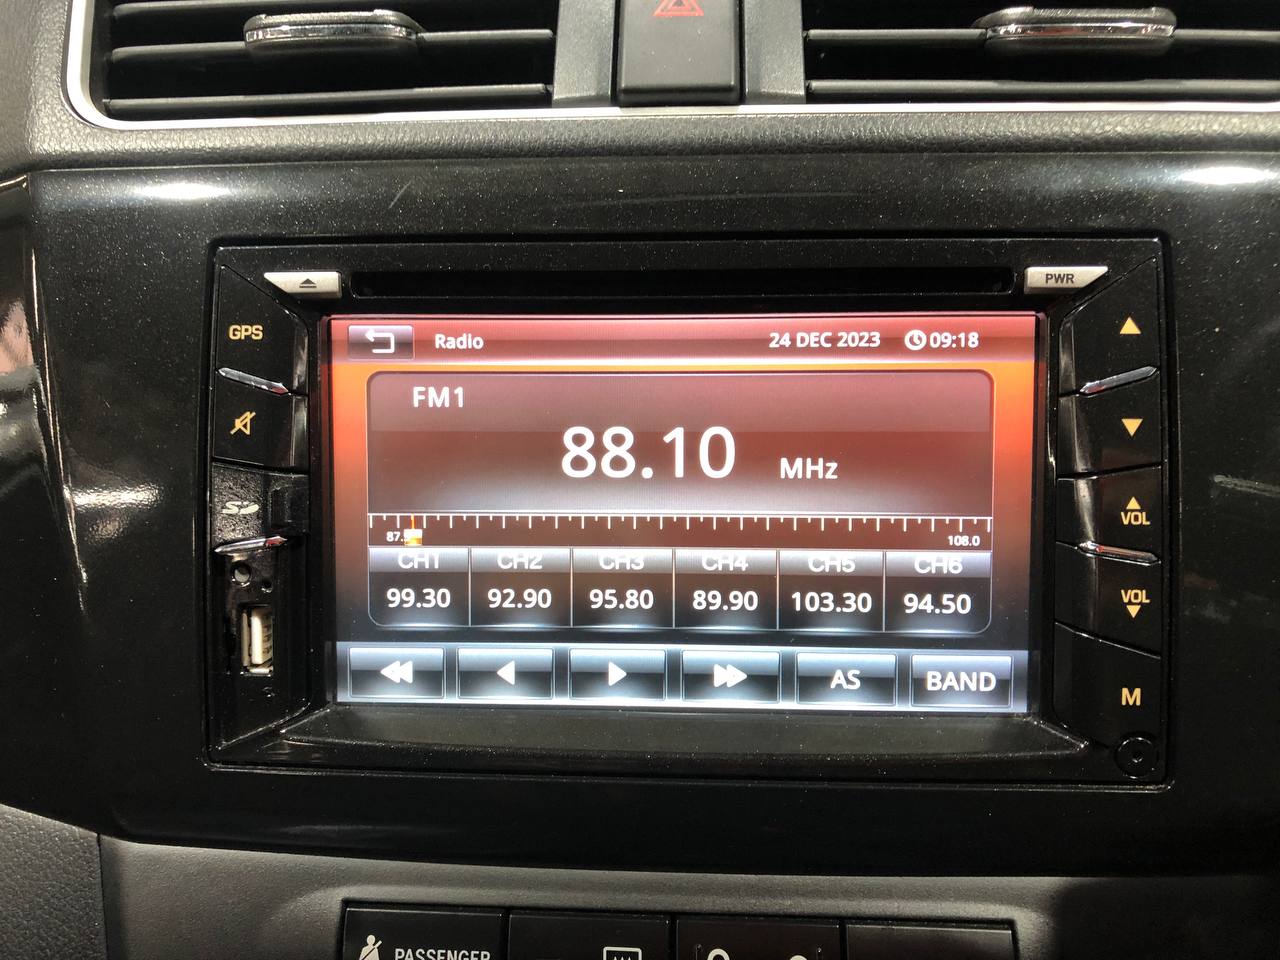 PWR
GPS
Radio
24 DEC 2023
09:18
FM1
88.10 MHz
87.5
108.0
CH1 CH2 CH3 CH4 CH5 CH6
99.30 92.90 95.80 89.90 103.30 94.50
AS
BAND
SD
VOL
VOL
M
PASSENGER